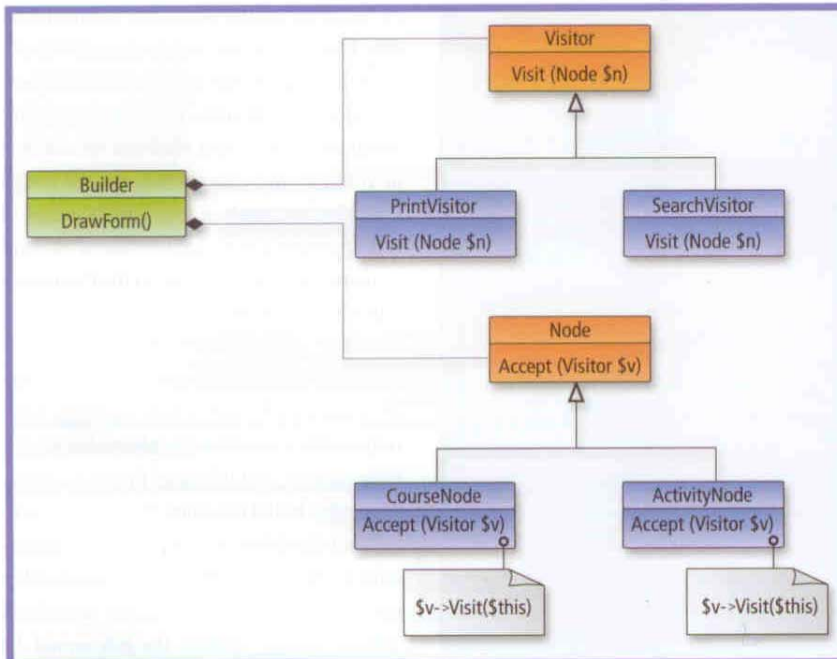 Visitor
Visit (Node $n)
Builder
DrawForm()
PrintVisitor
Visit (Node $n)
SearchVisitor
Visit (Node $n)
Node
Accept (Visitor $v)
CourseNode
Accept (Visitor $v)
ActivityNode
Accept (Visitor $v)
$v->Visit($this)
$v->Visit($this)